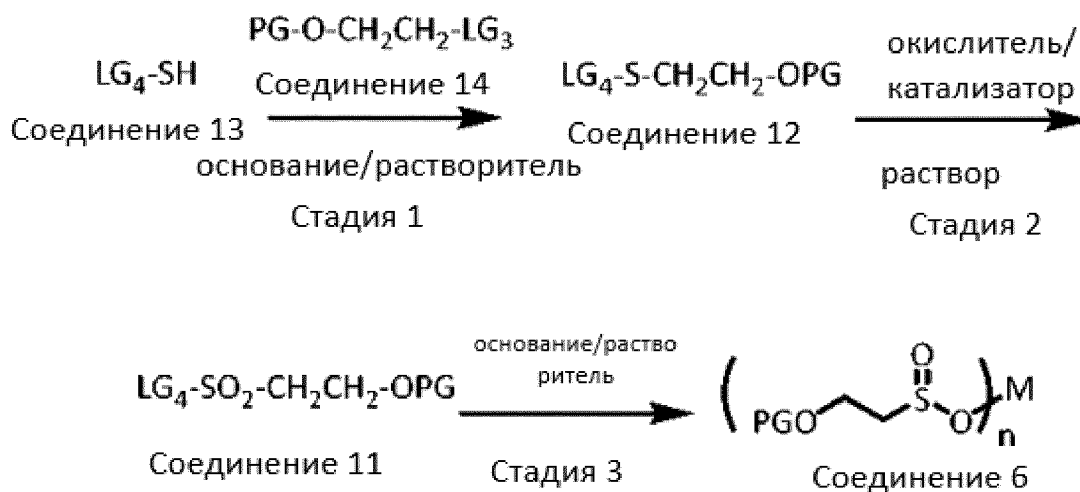 PG-O-CH₂CH₂-LG₃
LG₄-SH
Соединение 14
Соединение 13
основание/растворитель
Стадия 1
LG₄-S-CH₂CH₂-OPG
Соединение 12
окислитель/
катализатор
раствор
Стадия 2
LG₄-SO₂-CH₂CH₂-OPG
Соединение 11
основание/раство
ритель
Стадия 3
O
PGO S O M
n
Соединение 6